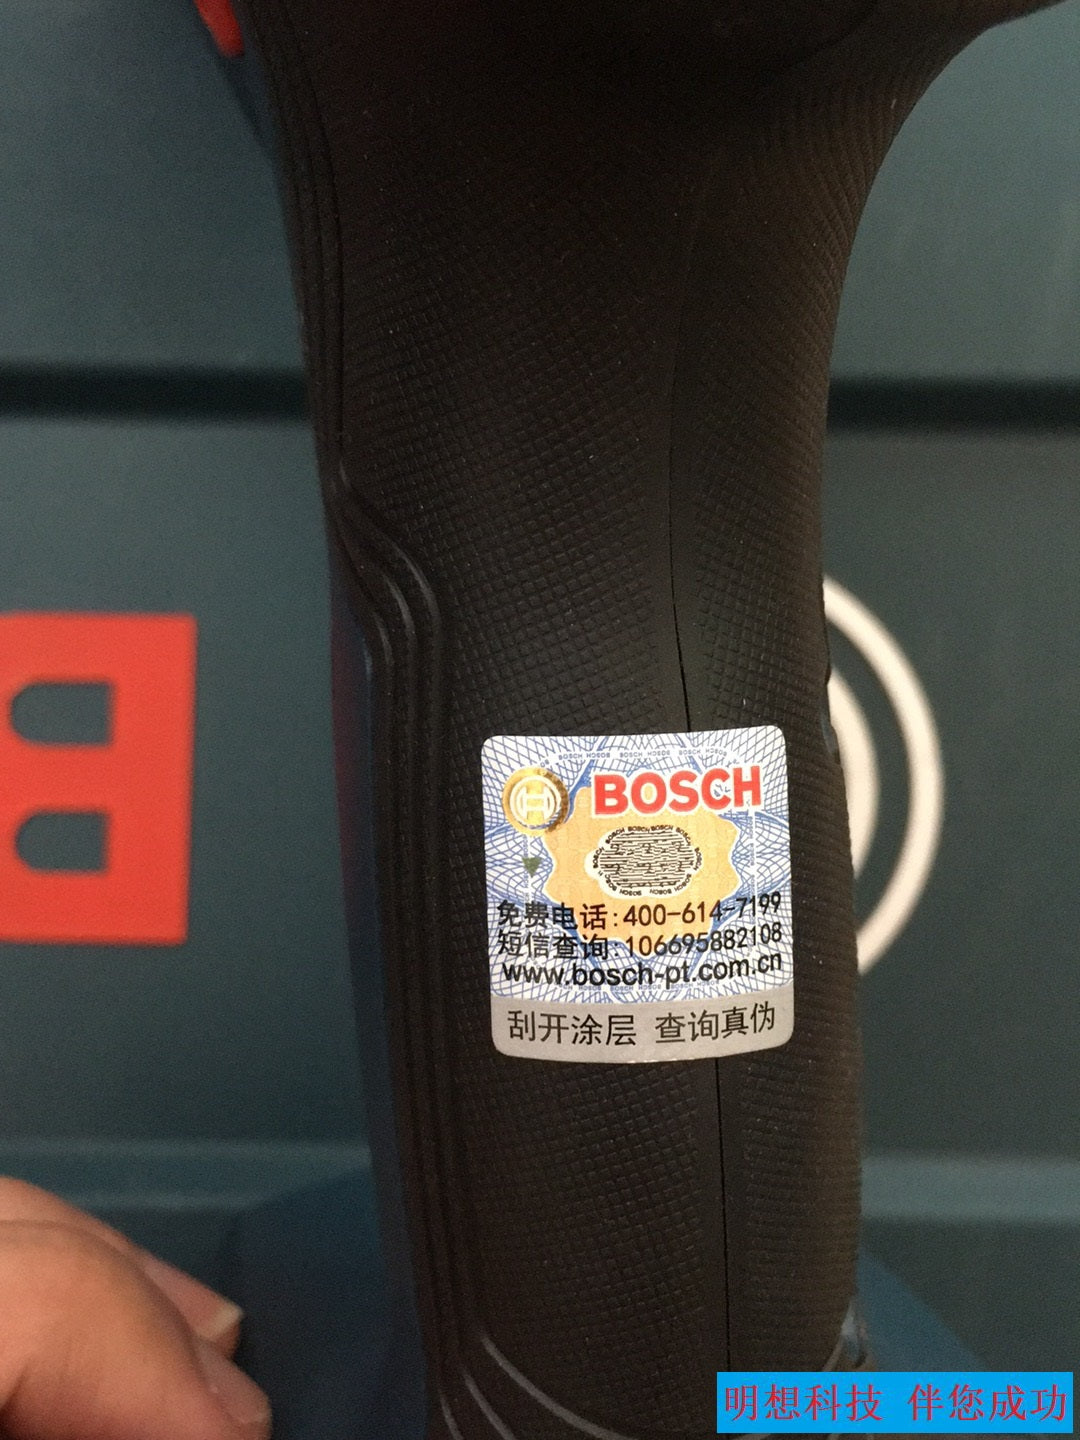 B
BOSCH
免费电话:400-614-7199
短信查询:106695882108
www.bosch-pt.com.cn
刮开涂层 查询真伪
明想科技 伴您成功